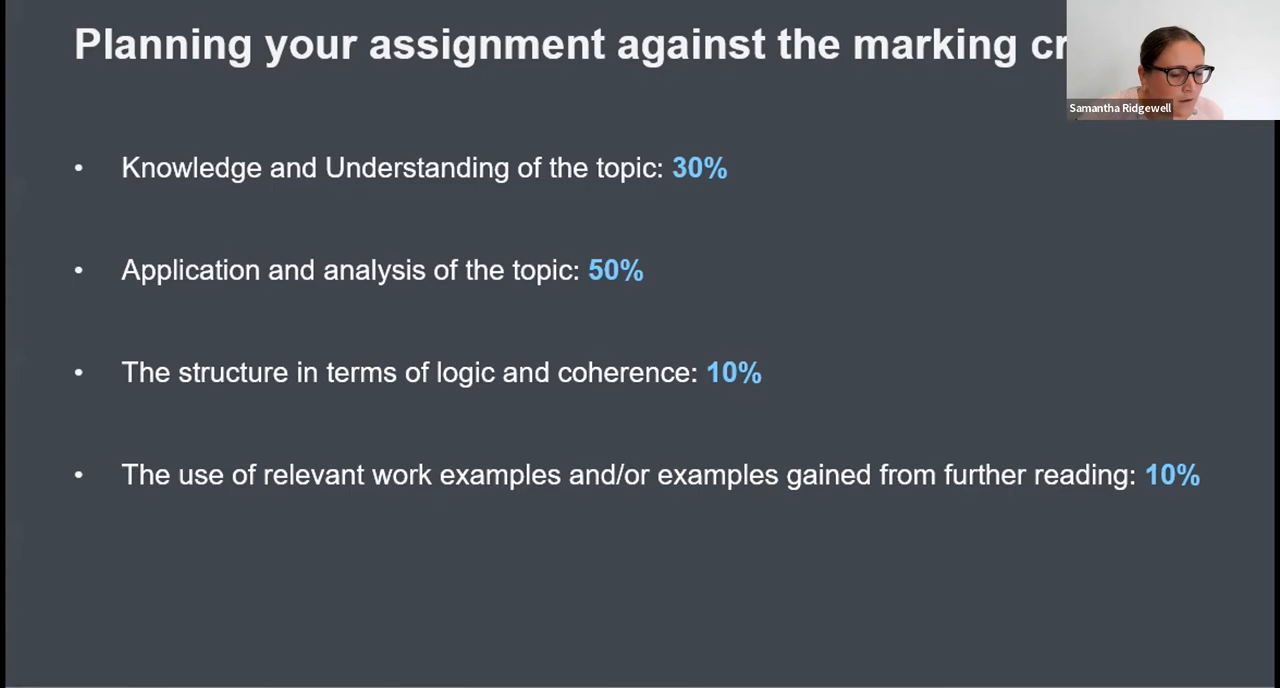 Planning your assignment against the marking
Samantha Ridgewell
• Knowledge and Understanding of the topic: 30%
• Application and analysis of the topic: 50%
• The structure in terms of logic and coherence: 10%
• The use of relevant work examples and/or examples gained from further reading: 10%